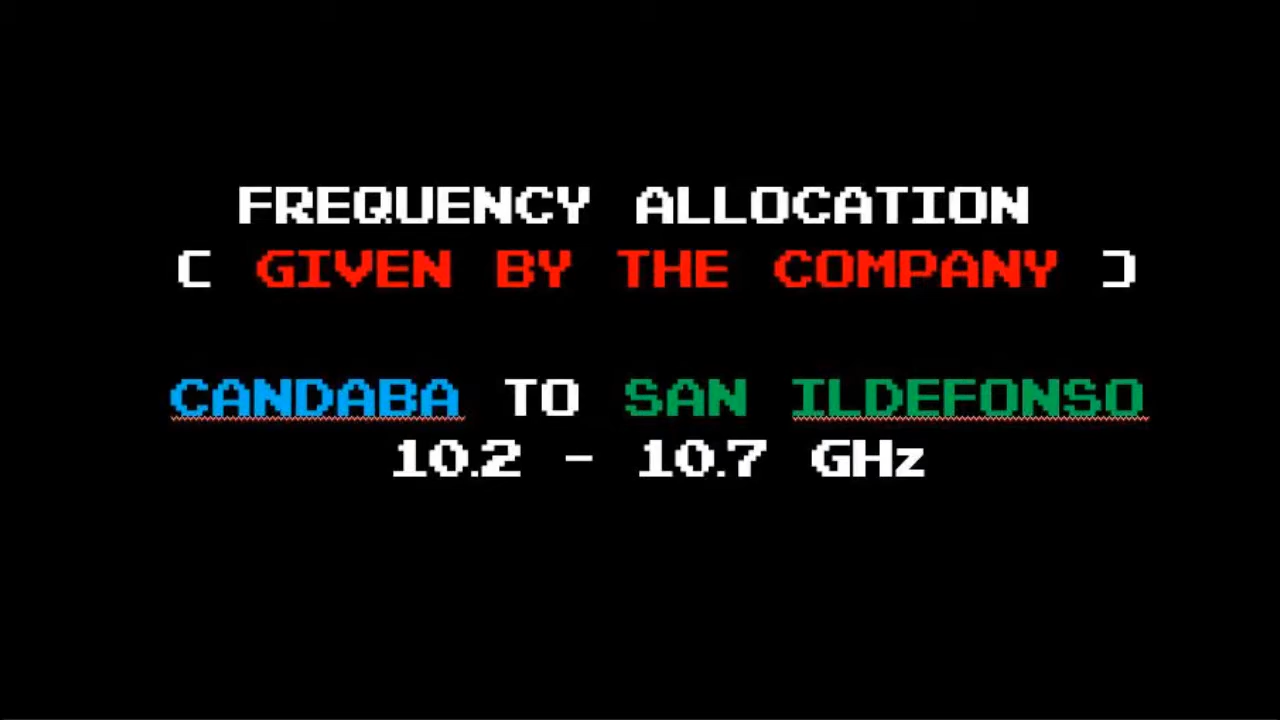 FREQUENCY ALLOCATION
( GIVEN BY THE COMPANY )
CANDABA TO SAN ILDEFONSO
10.2 - 10.7 GHz